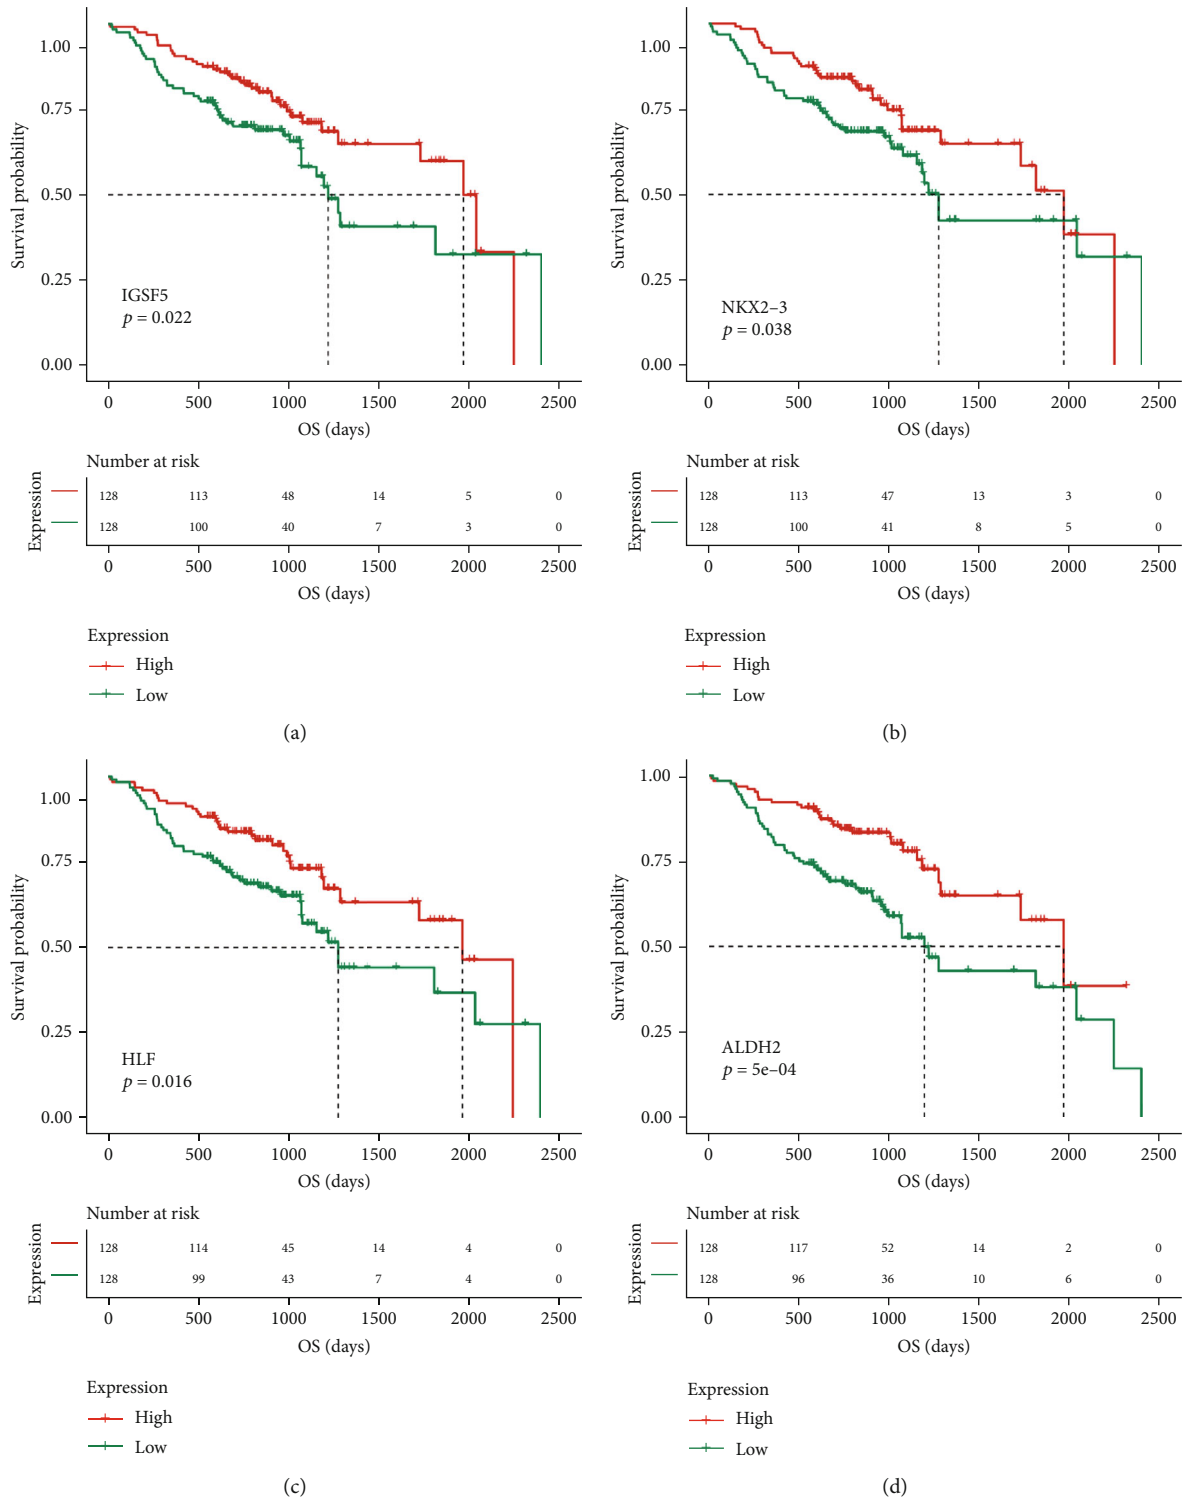 1.00
0.75
0.50
0.25
0.00
Survival probability
IGSF5
p = 0.022
0 500 1000 1500 2000 2500
OS (days)
Number at risk
Expression
128 113 48 14 5 0
128 100 40 7 3 0
0 500 1000 1500 2000 2500
OS (days)
Expression
High
Low
(a)
1.00
0.75
0.50
0.25
0.00
Survival probability
NKX2–3
p = 0.038
0 500 1000 1500 2000 2500
OS (days)
Number at risk
Expression
128 113 47 13 3 0
128 100 41 8 5 0
0 500 1000 1500 2000 2500
OS (days)
Expression
High
Low
(b)
1.00
0.75
0.50
0.25
0.00
Survival probability
HLF
p = 0.016
0 500 1000 1500 2000 2500
OS (days)
Number at risk
Expression
128 114 45 14 4 0
128 99 43 7 4 0
0 500 1000 1500 2000 2500
OS (days)
Expression
High
Low
(c)
1.00
0.75
0.50
0.25
0.00
Survival probability
ALDH2
p = 5e–04
0 500 1000 1500 2000 2500
OS (days)
Number at risk
Expression
128 117 52 14 2 0
128 96 36 10 6 0
0 500 1000 1500 2000 2500
OS (days)
Expression
High
Low
(d)